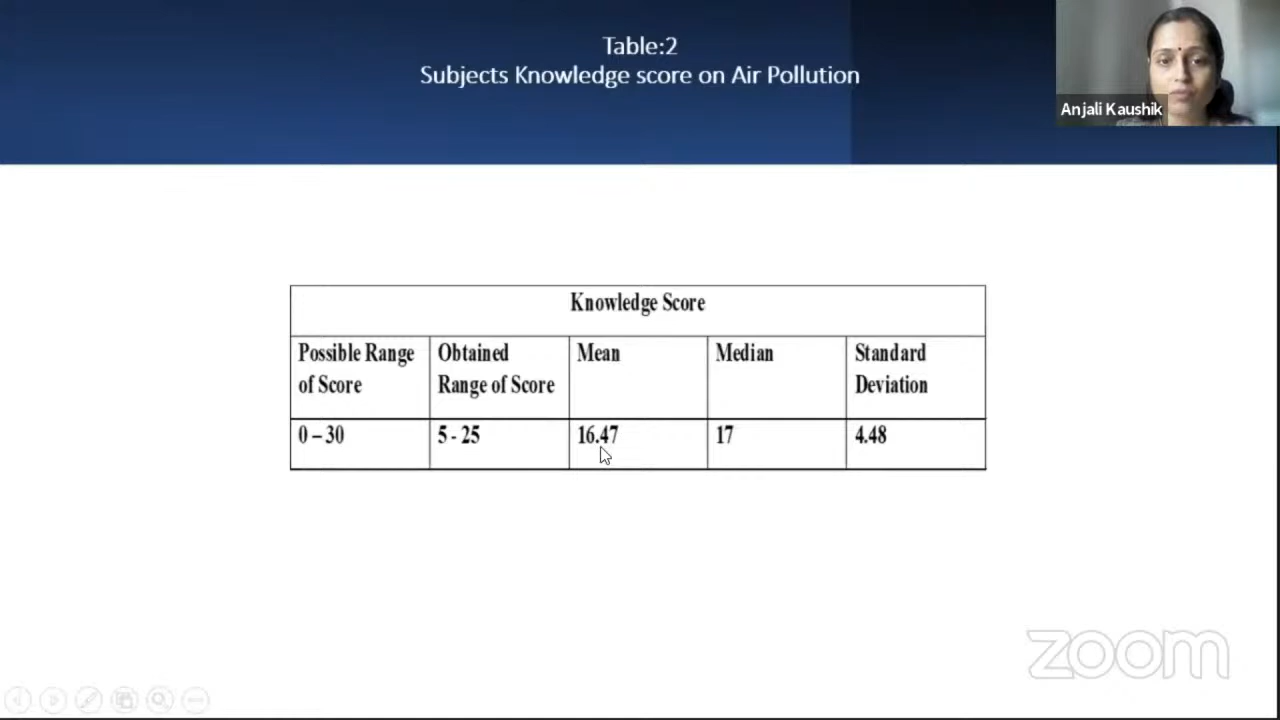 Table:2
Subjects Knowledge score on Air Pollution
Anjali Kaushik
Knowledge Score
Possible Range of Score
Obtained Range of Score
Mean
Median
Standard Deviation
0 – 30
5 - 25
16.47
17
4.48
zoom